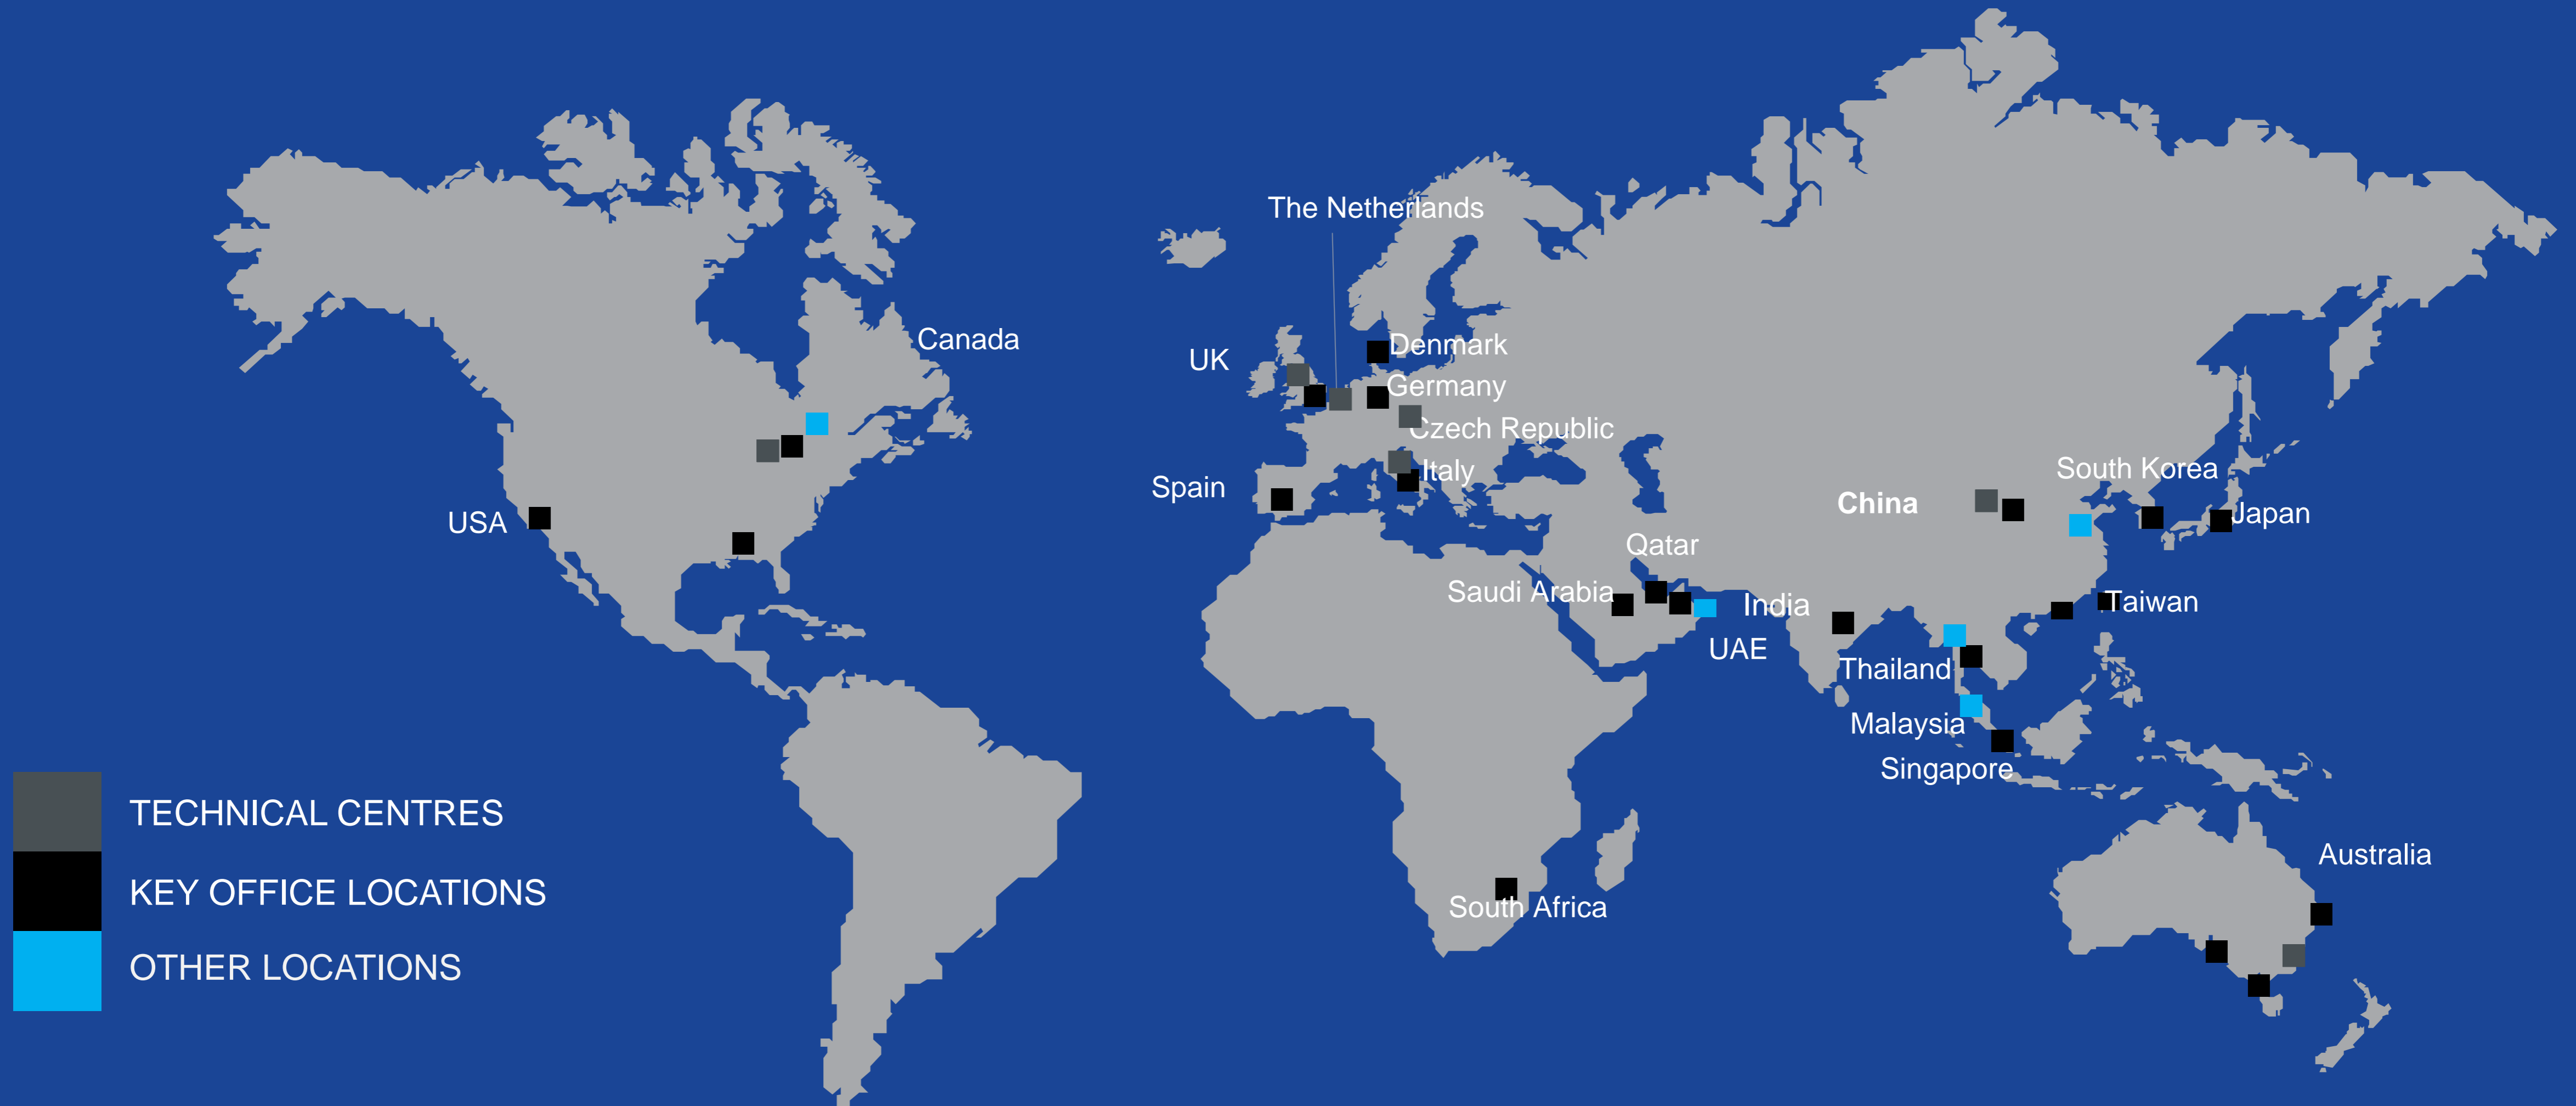 The Netherlands
Canada
UK
Denmark
Germany
Czech Republic
Italy
Spain
USA
South Korea
China
Japan
Qatar
Saudi Arabia
India
Taiwan
UAE
Thailand
Malaysia
Singapore
TECHNICAL CENTRES
KEY OFFICE LOCATIONS
OTHER LOCATIONS
Australia
South Africa